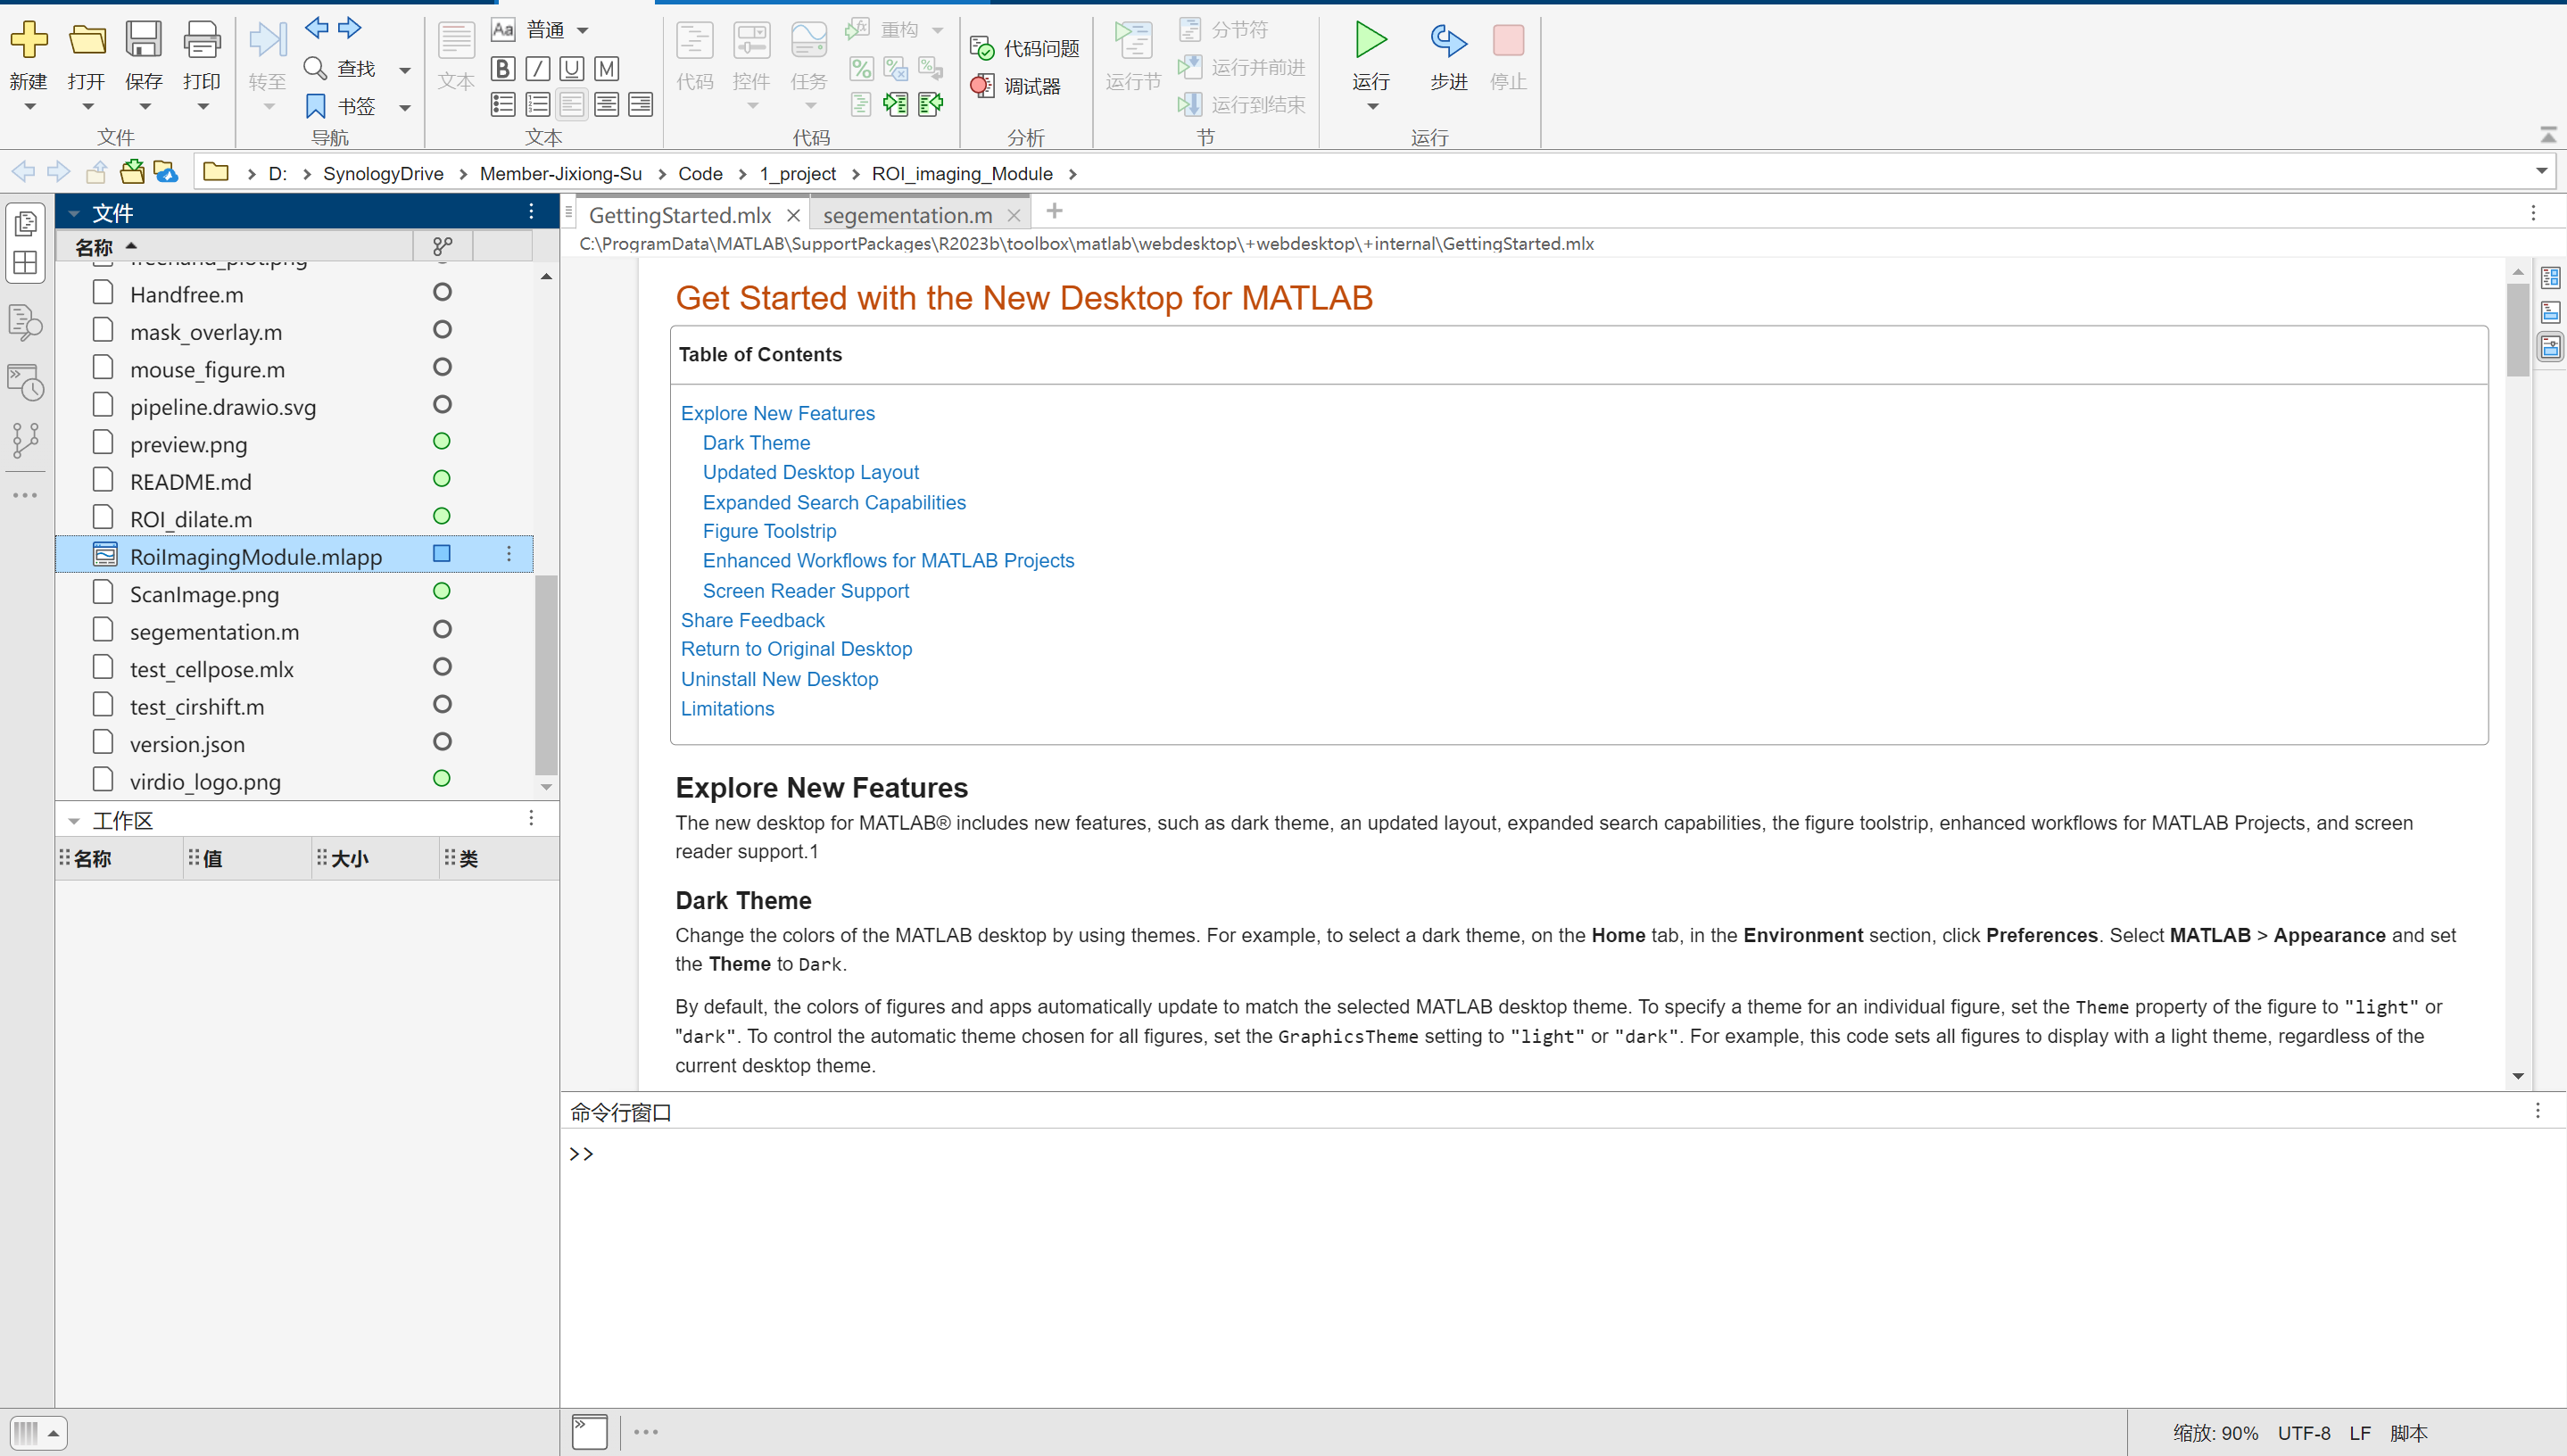 新建
打开
保存
打印
文件
转至
查找
书签
导航
文本
Aa 普通
B / U M
文本
代码
控件
任务
重构
代码
代码问题
调试器
分析
运行节
分节符
运行并前进
运行到结束
节
运行
步进
停止
运行
D: SynologyDrive Member-Jixiong-Su Code 1_project ROI_imaging_Module
文件
名称
freehand_plot.png
Handfree.m
mask_overlay.m
mouse_figure.m
pipeline.drawio.svg
preview.png
README.md
ROI_dilate.m
RoiImagingModule.mlapp
ScanImage.png
segementation.m
test_cellpose.mlx
test_cirshift.m
version.json
virdio_logo.png
工作区
名称 值 大小 类
GettingStarted.mlx segementation.m
C:\ProgramData\MATLAB\SupportPackages\R2023b\toolbox\matlab\webdesktop\+webdesktop\+internal\GettingStarted.mlx
Get Started with the New Desktop for MATLAB
Table of Contents
Explore New Features
Dark Theme
Updated Desktop Layout
Expanded Search Capabilities
Figure Toolstrip
Enhanced Workflows for MATLAB Projects
Screen Reader Support
Share Feedback
Return to Original Desktop
Uninstall New Desktop
Limitations
Explore New Features
The new desktop for MATLAB® includes new features, such as dark theme, an updated layout, expanded search capabilities, the figure toolstrip, enhanced workflows for MATLAB Projects, and screen
reader support.1
Dark Theme
Change the colors of the MATLAB desktop by using themes. For example, to select a dark theme, on the Home tab, in the Environment section, click Preferences. Select MATLAB > Appearance and set
the Theme to Dark.
By default, the colors of figures and apps automatically update to match the selected MATLAB desktop theme. To specify a theme for an individual figure, set the Theme property of the figure to "light" or
"dark". To control the automatic theme chosen for all figures, set the GraphicsTheme setting to "light" or "dark". For example, this code sets all figures to display with a light theme, regardless of the
current desktop theme.
命令行窗口
>>
缩放: 90% UTF-8 LF 脚本